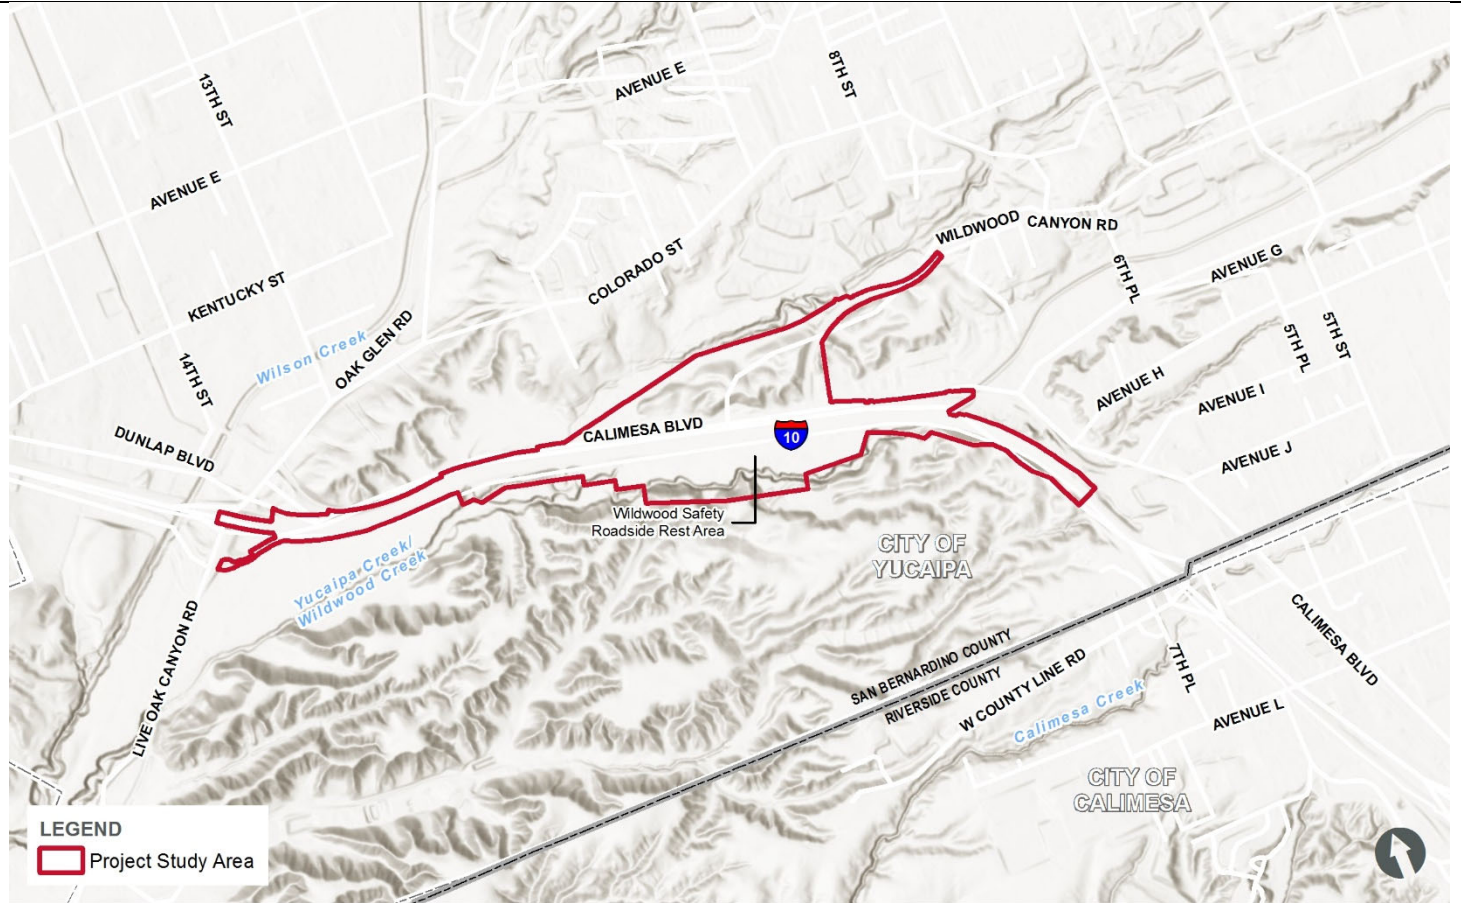 13TH ST
AVENUE E
8TH ST
AVENUE E
WILDWOOD CANYON RD
COLORADO ST
6TH PL
AVENUE G
KENTUCKY ST
Wilson Creek
OAK GLEN RD
14TH ST
5TH PL
5TH ST
AVENUE H
AVENUE I
CALIMESA BLVD
10
DUNLAP BLVD
AVENUE J
Wildwood Safety
Roadside Rest Area
CITY OF
YUCAIPA
Yucaipa Creek/
Wildwood Creek
LIVE OAK CANYON RD
SAN BERNARDINO COUNTY
RIVERSIDE COUNTY
W COUNTY LINE RD
7TH PL
CALIMESA BLVD
Calimesa Creek
AVENUE L
CITY OF
CALIMESA
LEGEND
Project Study Area